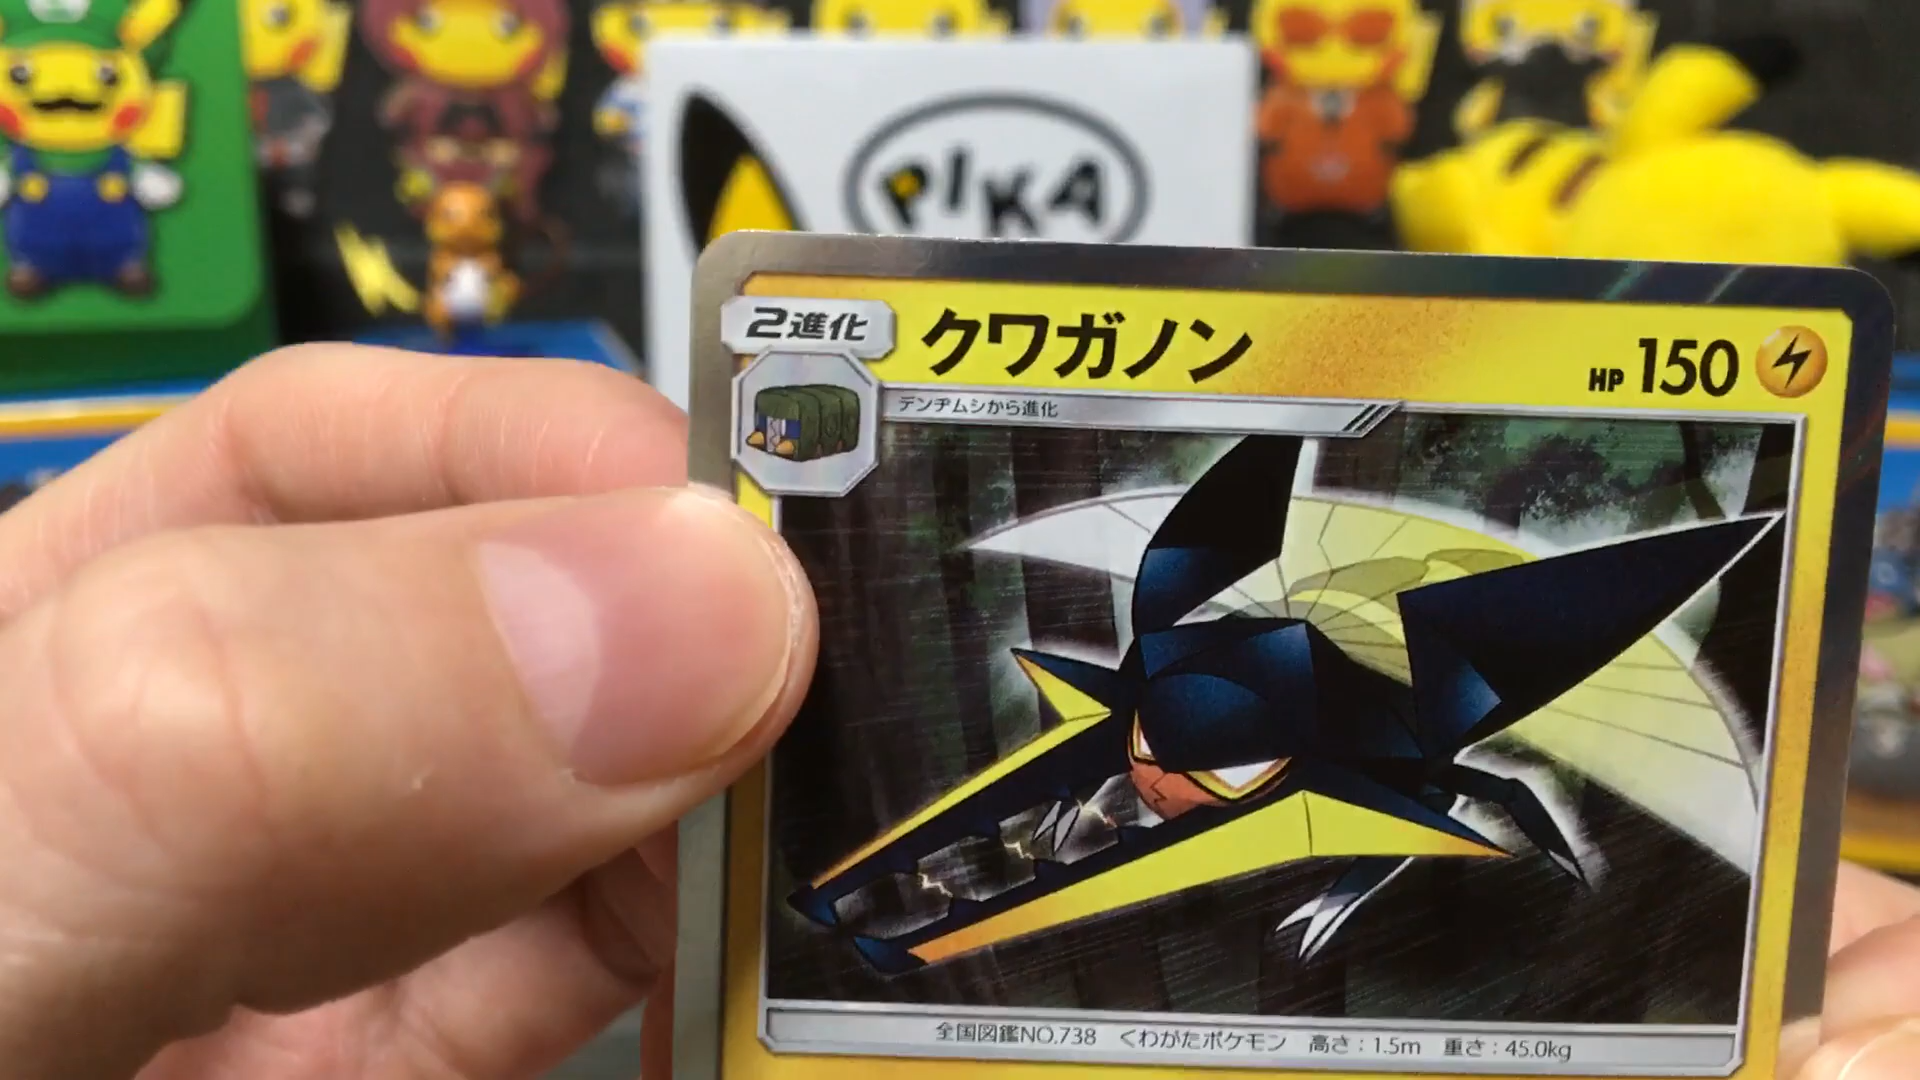 PIKA
2進化
クワガノン
HP 150
デンヂムシから進化
全国図鑑NO.738 くわがたポケモン 高さ:1.5m 重さ:45.0kg